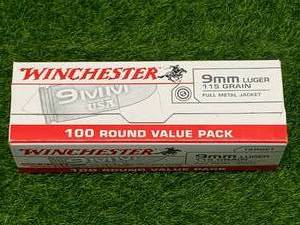 WINCHESTER
9mm LUGER
115 GRAIN
FULL METAL JACKET
9MM
USA
100 ROUND VALUE PACK
WINCHESTER
9MM
TARGET
9mm LUGER
100 ROUND VALUE PACK